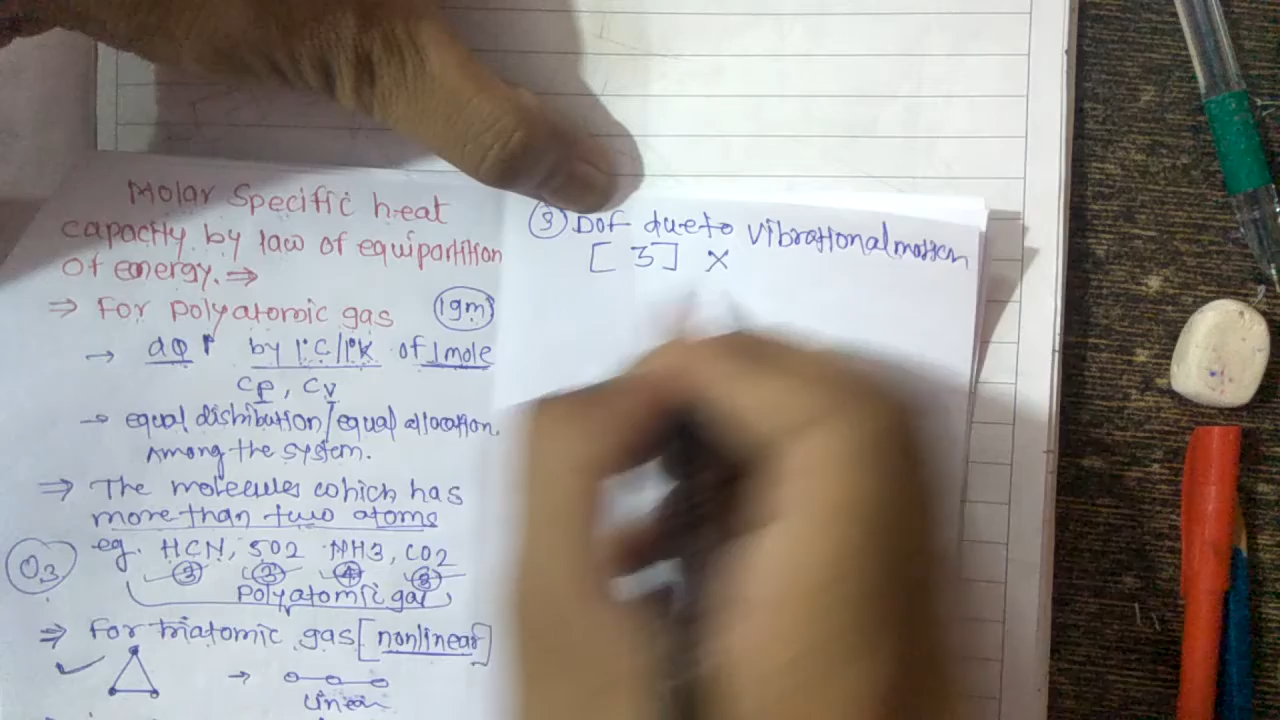 Molar Specific heat
capacity by law of equipartition
of energy. ⇒
⇒ For polyatomic gas (1gm)
→ dQ ↑ by 1°C/1°K of 1mole
Cp, Cv
→ equal distribution/equal allocation.
Among the system.
⇒ The molecules which has
more than two atoms
eg. HCN, SO2 NH3, CO2
O3
③ ③ ④ ③
polyatomic gas
⇒ For triatomic gas [nonlinear]
→ Linear
③ DOF due to vibrational motion
[ 3 ] ×